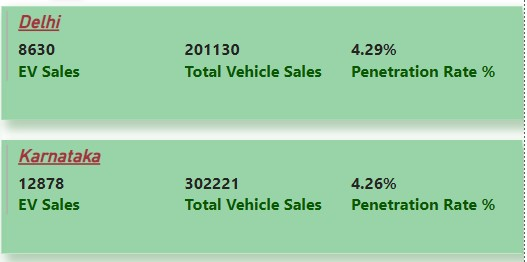 Delhi
8630 201130 4.29%
EV Sales Total Vehicle Sales Penetration Rate %
Karnataka
12878 302221 4.26%
EV Sales Total Vehicle Sales Penetration Rate %